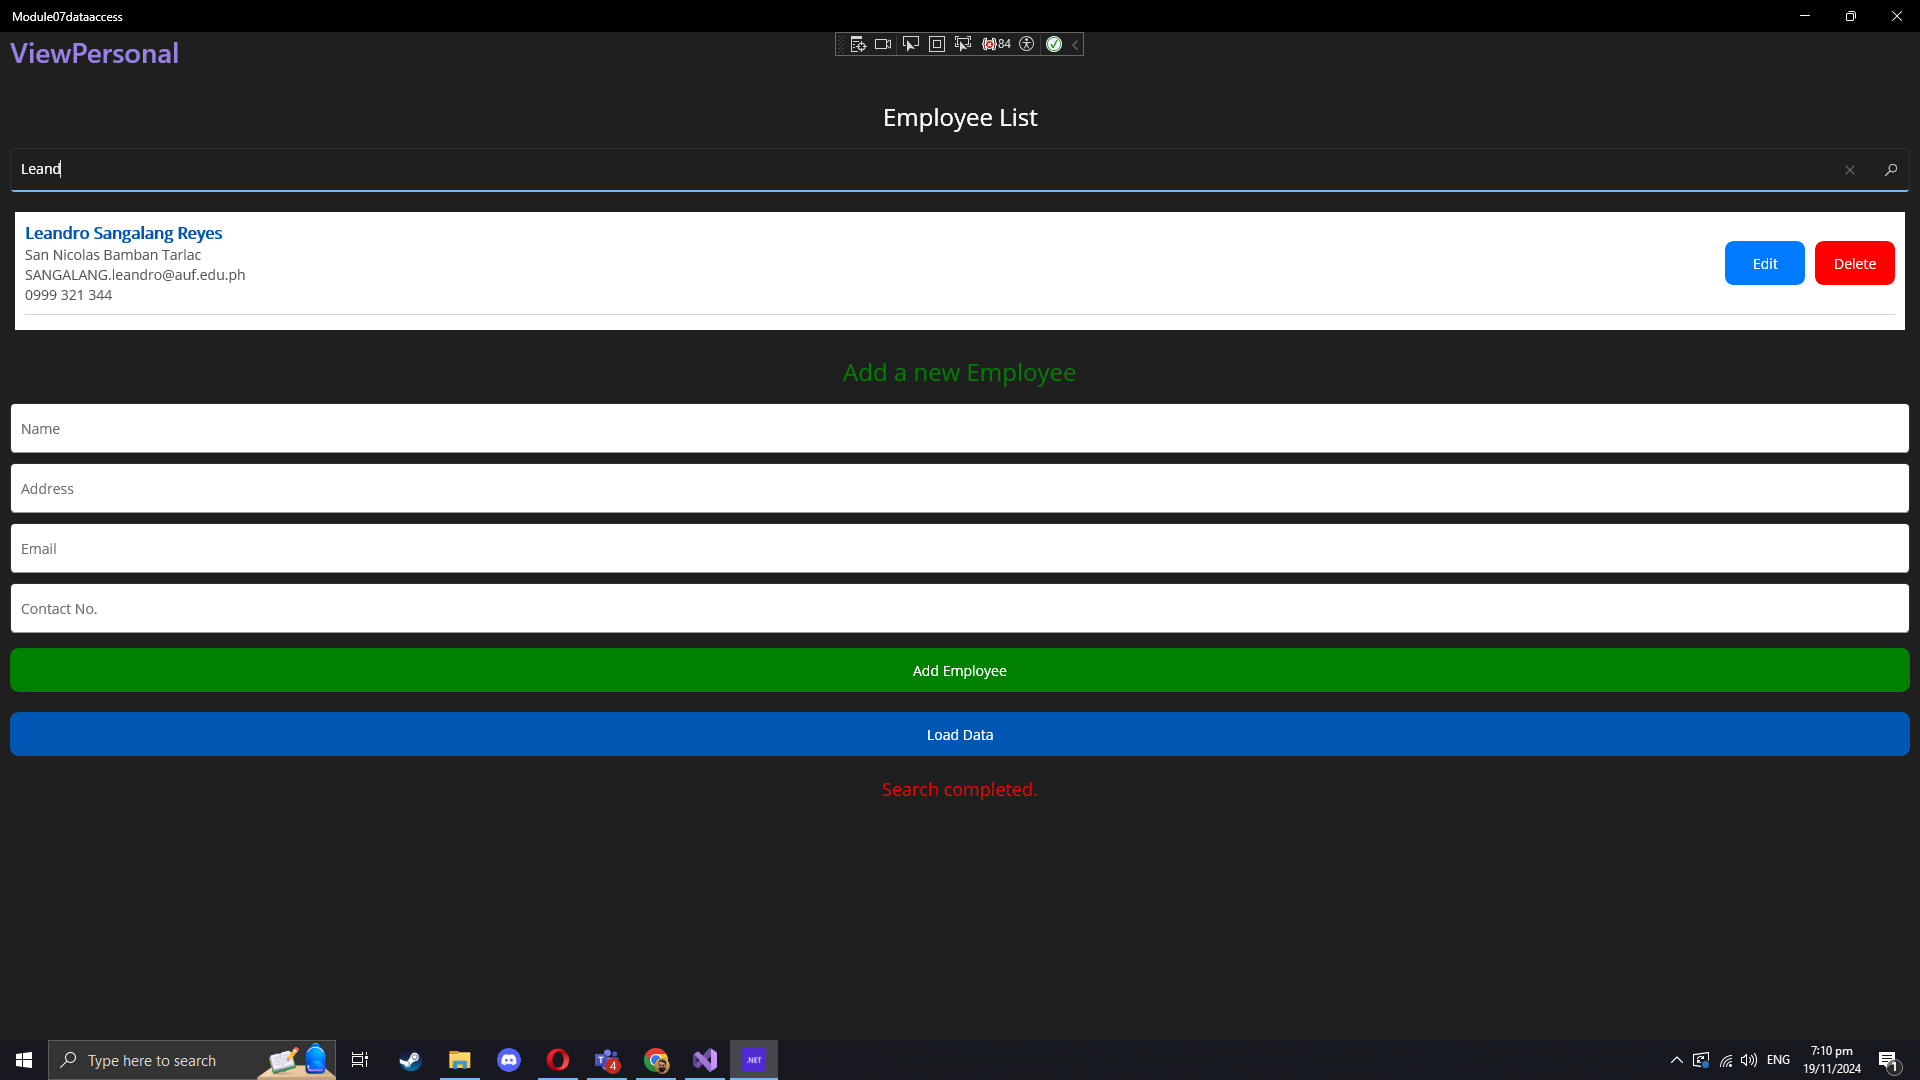 Module07dataaccess
ViewPersonal
84
Employee List
Leand
Leandro Sangalang Reyes
San Nicolas Bamban Tarlac
SANGALANG.leandro@auf.edu.ph
0999 321 344
Edit
Delete
Add a new Employee
Name
Address
Email
Contact No.
Add Employee
Load Data
Search completed.
Type here to search
4
.NET
ENG
7:10 pm
19/11/2024
1